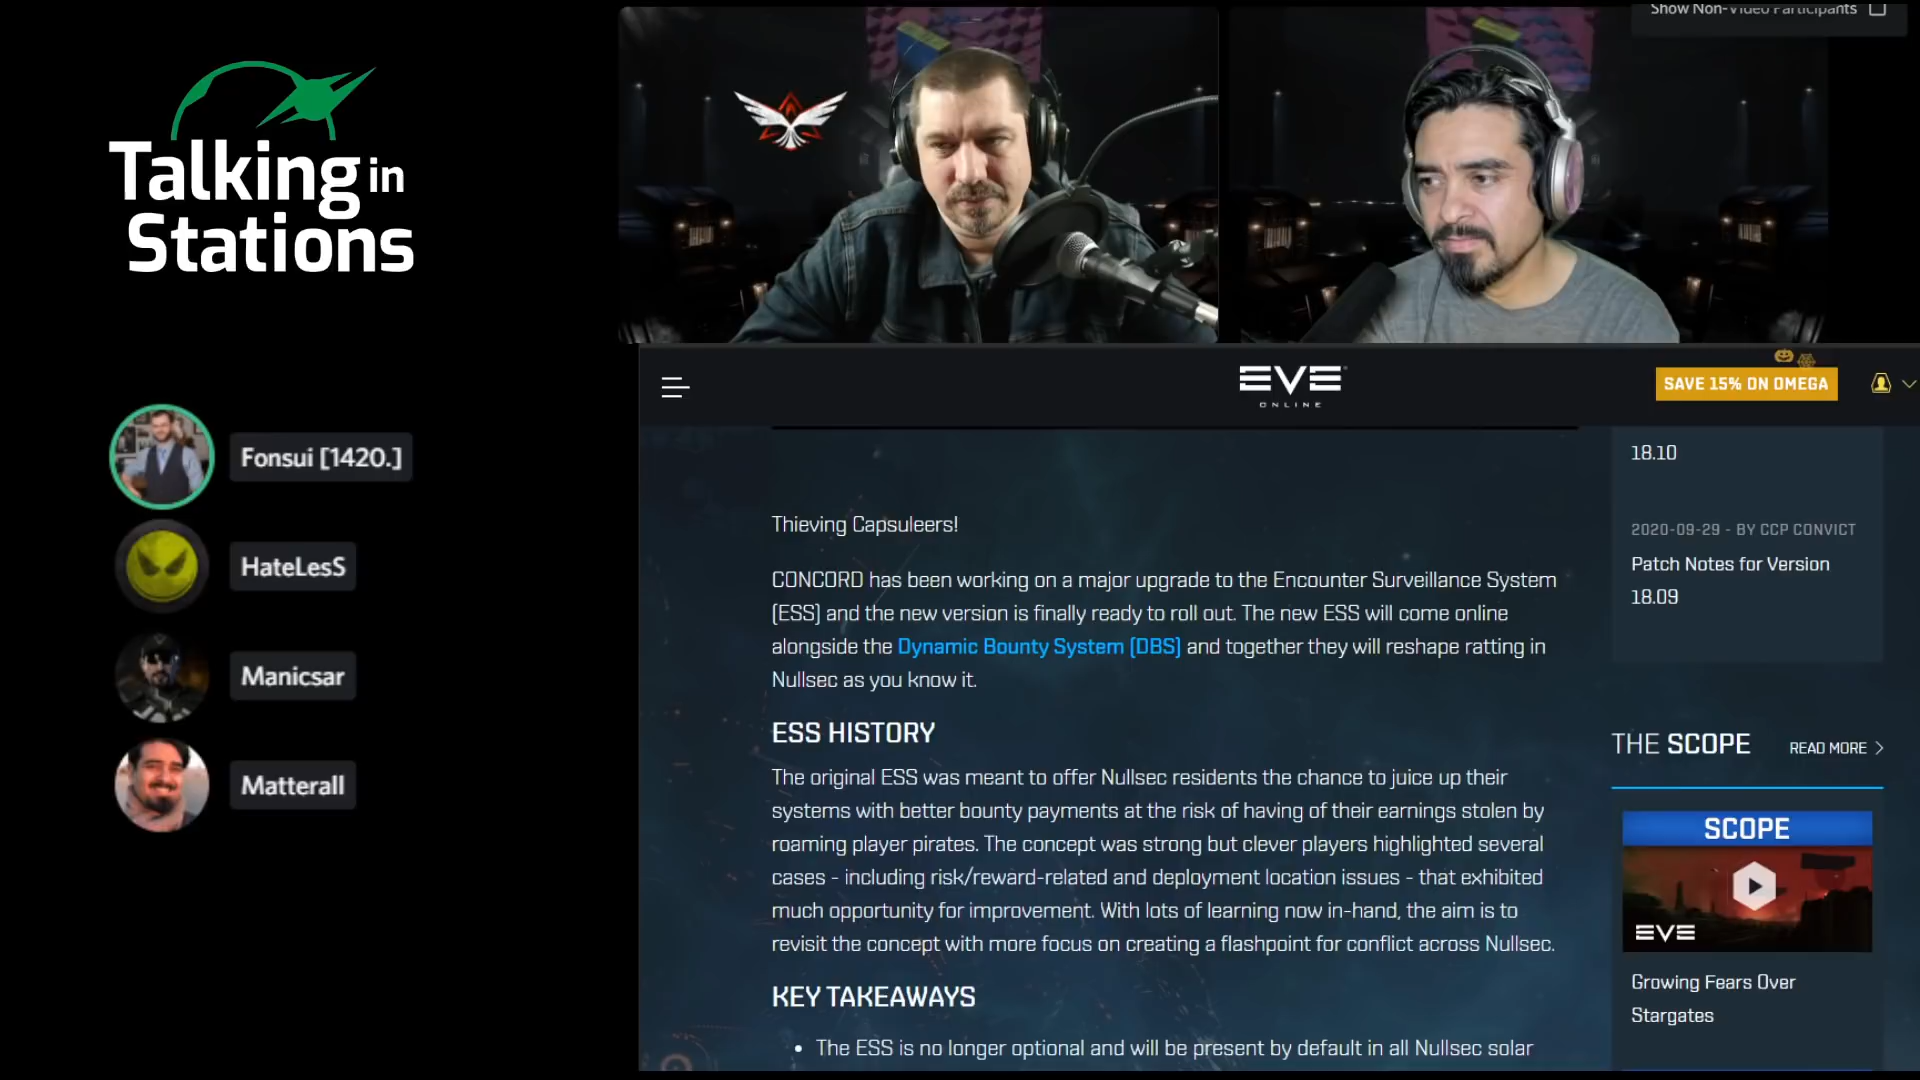 Talking in
Stations
Fonsui [1420.]
HateLesS
Manicsar
Matterall
Show Non-Video Participants
EVE
ONLINE
SAVE 15% ON OMEGA
Thieving Capsuleers!
CONCORD has been working on a major upgrade to the Encounter Surveillance System
(ESS) and the new version is finally ready to roll out. The new ESS will come online
alongside the Dynamic Bounty System (DBS) and together they will reshape ratting in
Nullsec as you know it.
ESS HISTORY
The original ESS was meant to offer Nullsec residents the chance to juice up their
systems with better bounty payments at the risk of having of their earnings stolen by
roaming player pirates. The concept was strong but clever players highlighted several
cases - including risk/reward-related and deployment location issues - that exhibited
much opportunity for improvement. With lots of learning now in-hand, the aim is to
revisit the concept with more focus on creating a flashpoint for conflict across Nullsec.
KEY TAKEAWAYS
• The ESS is no longer optional and will be present by default in all Nullsec solar
18.10
2020-09-29 - BY CCP CONVICT
Patch Notes for Version
18.09
THE SCOPE
READ MORE
SCOPE
EVE
Growing Fears Over
Stargates